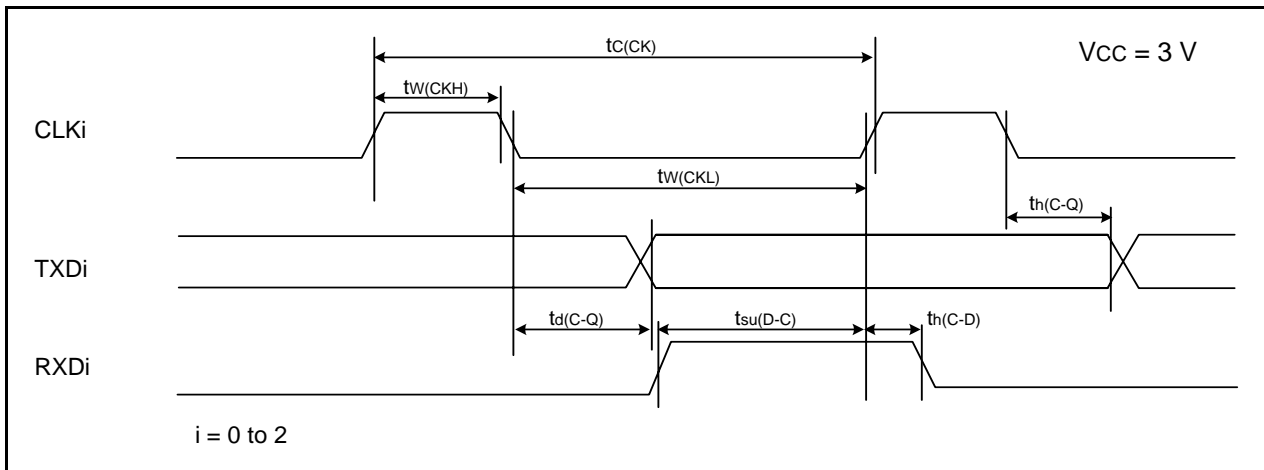 tC(CK)
VCC = 3 V
tW(CKH)
CLKi
tW(CKL)
th(C-Q)
TXDi
td(C-Q)
tsu(D-C)
th(C-D)
RXDi
i = 0 to 2